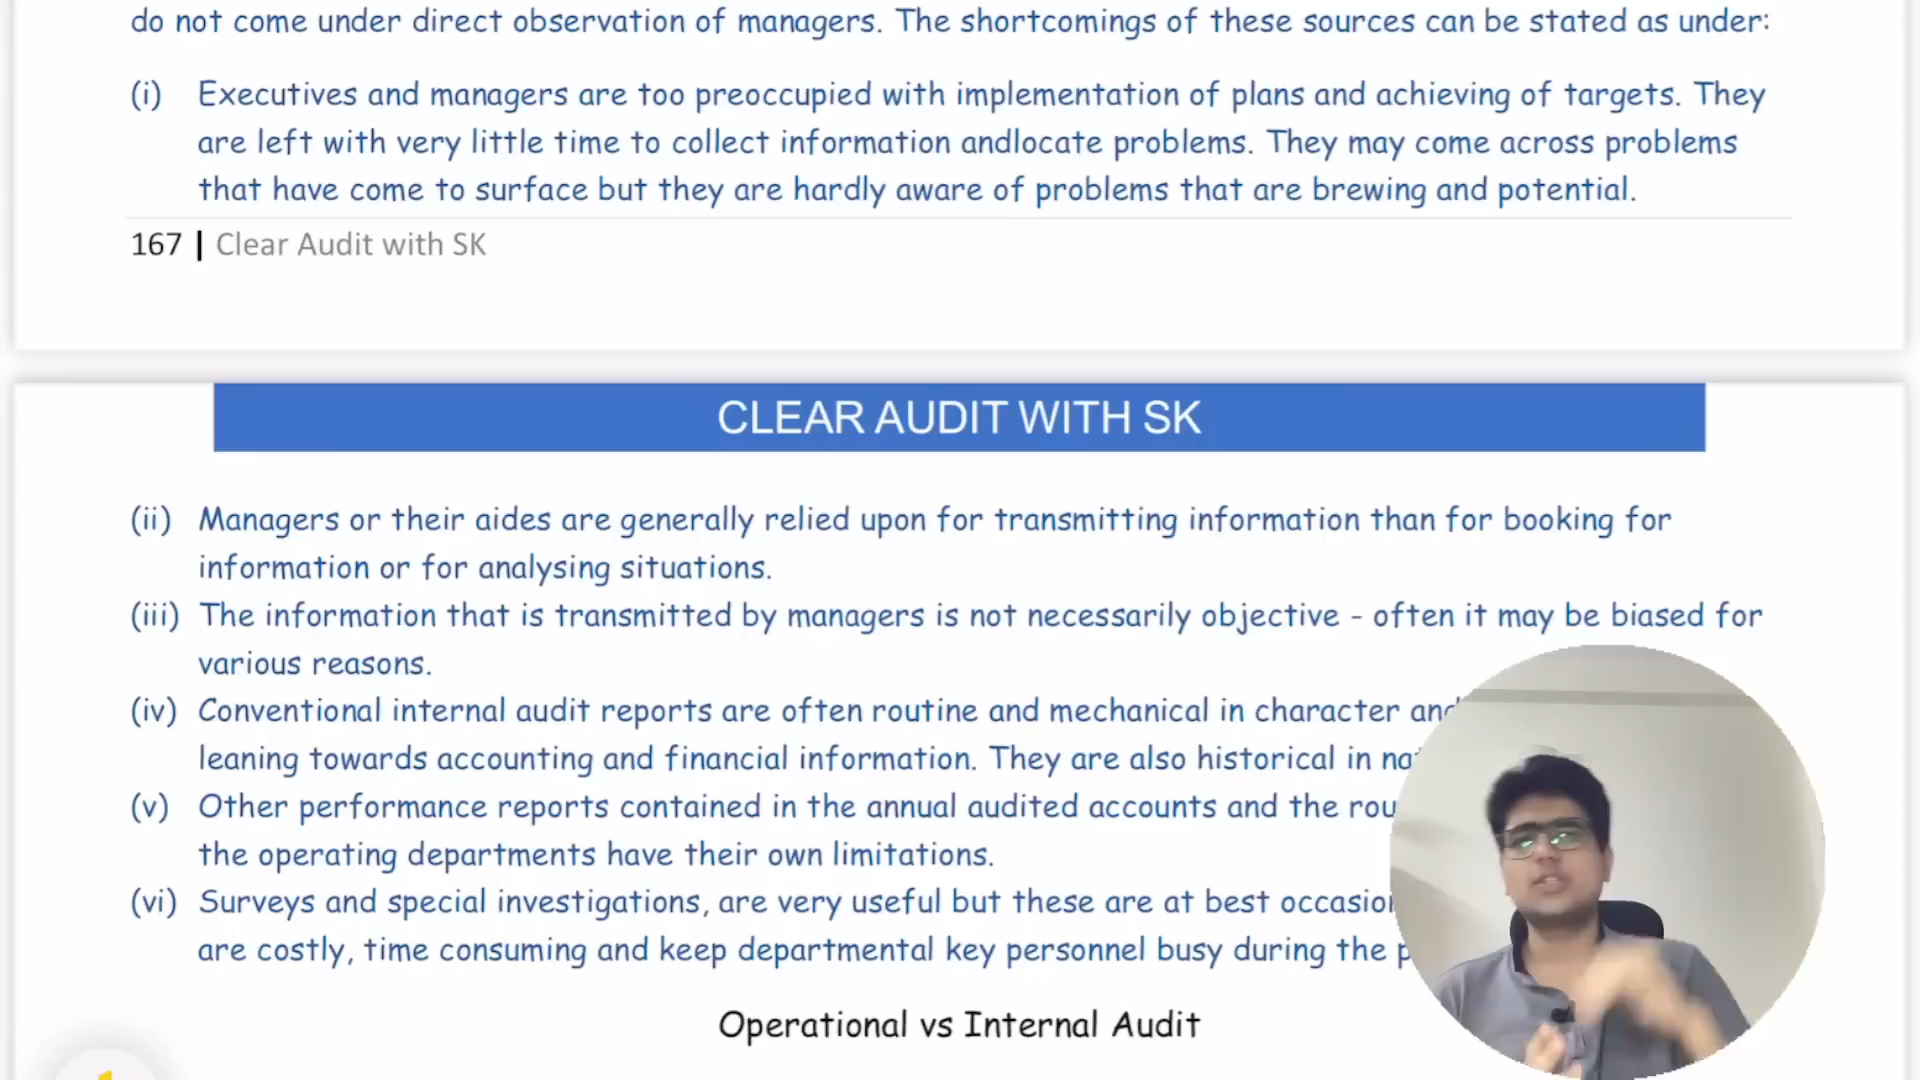 do not come under direct observation of managers. The shortcomings of these sources can be stated as under:
(i) Executives and managers are too preoccupied with implementation of plans and achieving of targets. They
are left with very little time to collect information andlocate problems. They may come across problems
that have come to surface but they are hardly aware of problems that are brewing and potential.
167 | Clear Audit with SK
CLEAR AUDIT WITH SK
(ii) Managers or their aides are generally relied upon for transmitting information than for booking for
information or for analysing situations.
(iii) The information that is transmitted by managers is not necessarily objective - often it may be biased for
various reasons.
(iv) Conventional internal audit reports are often routine and mechanical in character and
leaning towards accounting and financial information. They are also historical in
(v) Other performance reports contained in the annual audited accounts and the
the operating departments have their own limitations.
(vi) Surveys and special investigations, are very useful but these are at best
are costly, time consuming and keep departmental key personnel busy during the
Operational vs Internal Audit